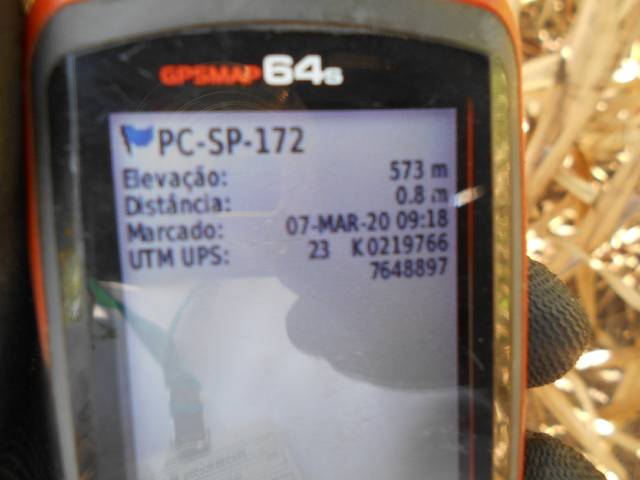 GPSMAP 64s
PC-SP-172
Elevação: 573 m
Distância: 0.8 m
Marcado: 07-MAR-20 09:18
UTM UPS: 23 K 0219766
7648897